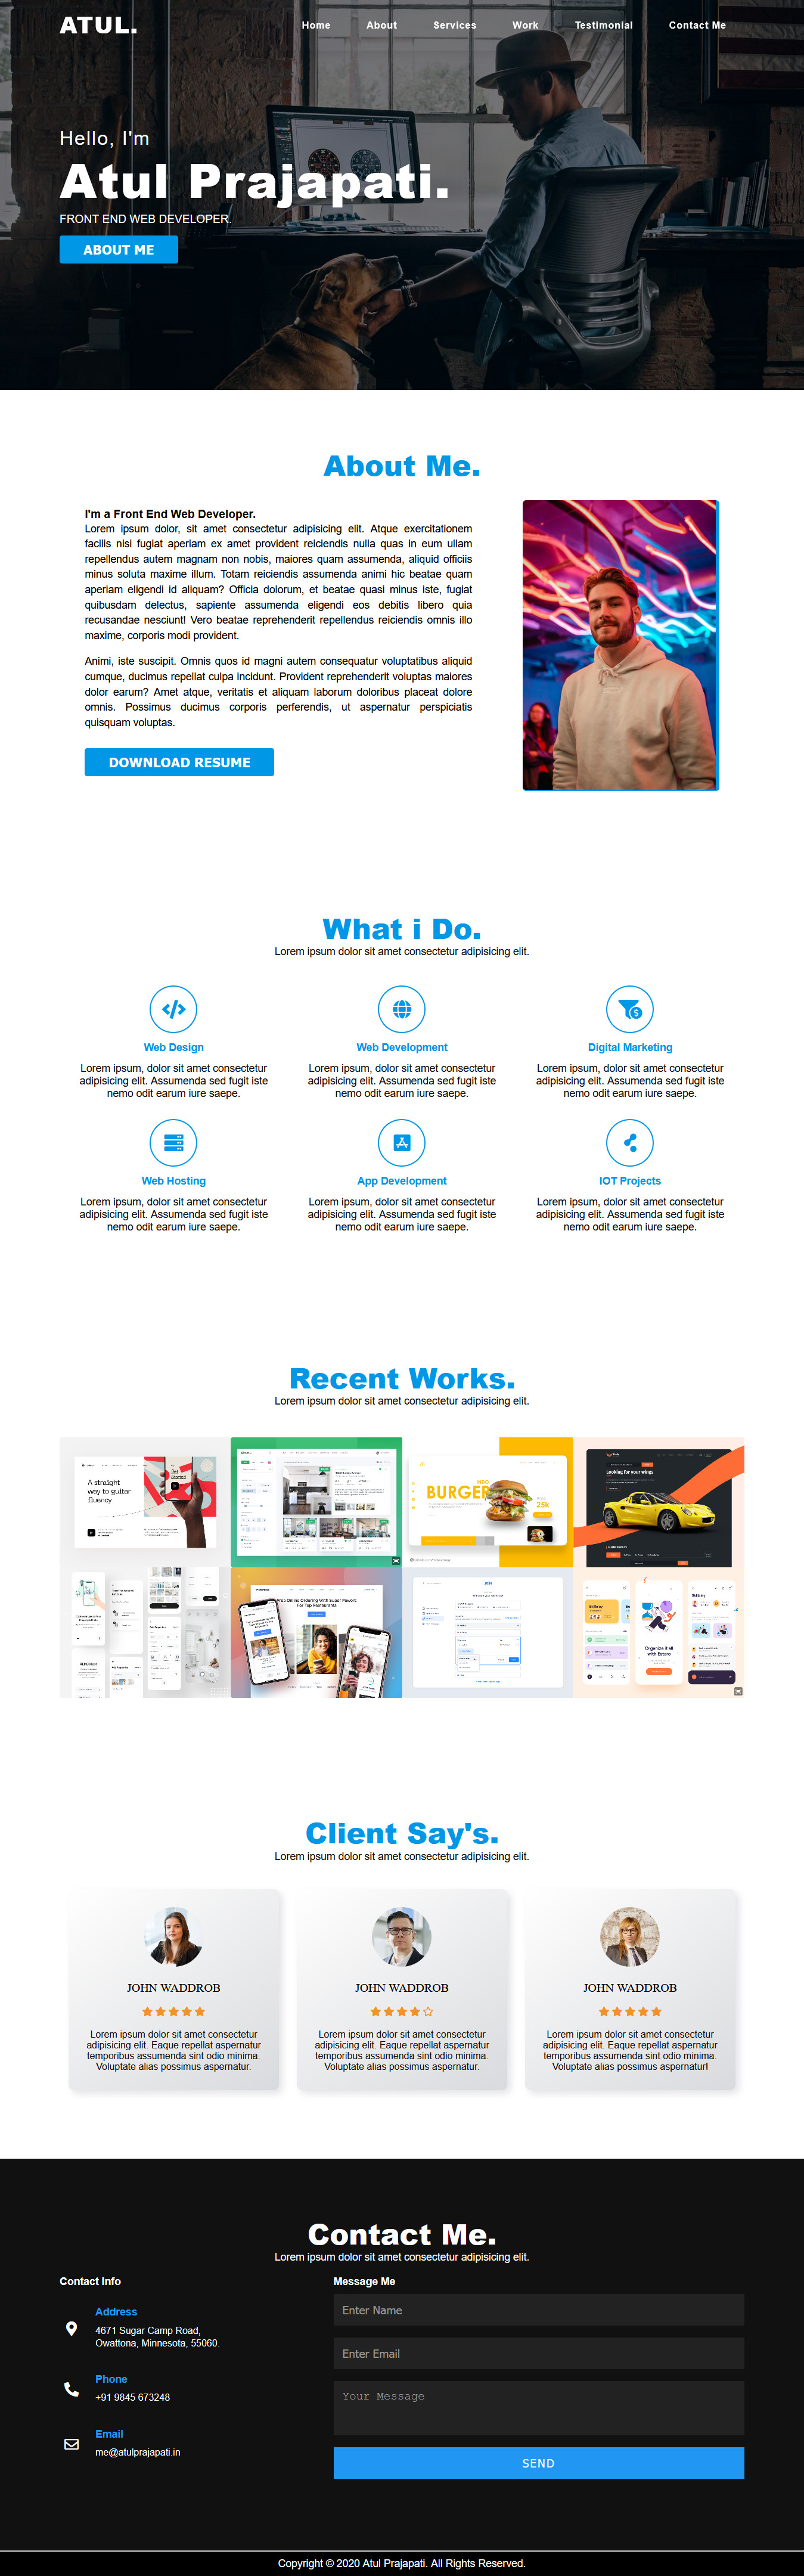 ATUL.
Home About Services Work Testimonial Contact Me
Hello, I'm
Atul Prajapati.
FRONT END WEB DEVELOPER.
ABOUT ME
About Me.
I'm a Front End Web Developer.
Lorem ipsum dolor, sit amet consectetur adipisicing elit. Atque exercitationem
facilis nisi fugiat aperiam ex amet provident reiciendis nulla quas in eum ullam
repellendus autem magnam non nobis, maiores quam assumenda, aliquid officiis
minus soluta maxime illum. Totam reiciendis assumenda animi hic beatae quam
aperiam eligendi id aliquam? Officia dolorum, et beatae quasi minus iste, fugiat
quibusdam delectus, sapiente assumenda eligendi eos debitis libero quia
recusandae nesciunt! Vero beatae reprehenderit repellendus reiciendis omnis illo
maxime, corporis modi provident.
Animi, iste suscipit. Omnis quos id magni autem consequatur voluptatibus aliquid
cumque, ducimus repellat culpa incidunt. Provident reprehenderit voluptas maiores
dolor earum? Amet atque, veritatis et aliquam laborum doloribus placeat dolore
omnis. Possimus ducimus corporis perferendis, ut aspernatur perspiciatis
quisquam voluptas.
DOWNLOAD RESUME
What i Do.
Lorem ipsum dolor sit amet consectetur adipisicing elit.
Web Design
Lorem ipsum, dolor sit amet consectetur
adipisicing elit. Assumenda sed fugit iste
nemo odit earum iure saepe.
Web Development
Lorem ipsum, dolor sit amet consectetur
adipisicing elit. Assumenda sed fugit iste
nemo odit earum iure saepe.
Digital Marketing
Lorem ipsum, dolor sit amet consectetur
adipisicing elit. Assumenda sed fugit iste
nemo odit earum iure saepe.
Web Hosting
Lorem ipsum, dolor sit amet consectetur
adipisicing elit. Assumenda sed fugit iste
nemo odit earum iure saepe.
App Development
Lorem ipsum, dolor sit amet consectetur
adipisicing elit. Assumenda sed fugit iste
nemo odit earum iure saepe.
IOT Projects
Lorem ipsum, dolor sit amet consectetur
adipisicing elit. Assumenda sed fugit iste
nemo odit earum iure saepe.
Recent Works.
Lorem ipsum dolor sit amet consectetur adipisicing elit.
A straight
way to guitar
fluency
BURGER
25k
Looking for your wings
Free Online Ordering With Super Powers
For Top Restaurants
Organize it all
with Estaro
Client Say's.
Lorem ipsum dolor sit amet consectetur adipisicing elit.
JOHN WADDROB
Lorem ipsum dolor sit amet consectetur
adipisicing elit. Eaque repellat aspernatur
temporibus assumenda sint odio minima.
Voluptate alias possimus aspernatur.
JOHN WADDROB
Lorem ipsum dolor sit amet consectetur
adipisicing elit. Eaque repellat aspernatur
temporibus assumenda sint odio minima.
Voluptate alias possimus aspernatur.
JOHN WADDROB
Lorem ipsum dolor sit amet consectetur
adipisicing elit. Eaque repellat aspernatur
temporibus assumenda sint odio minima.
Voluptate alias possimus aspernatur!
Contact Me.
Lorem ipsum dolor sit amet consectetur adipisicing elit.
Contact Info
Address
4671 Sugar Camp Road,
Owattona, Minnesota, 55060.
Phone
+91 9845 673248
Email
me@atulprajapati.in
Message Me
Enter Name
Enter Email
Your Message
SEND
Copyright © 2020 Atul Prajapati. All Rights Reserved.